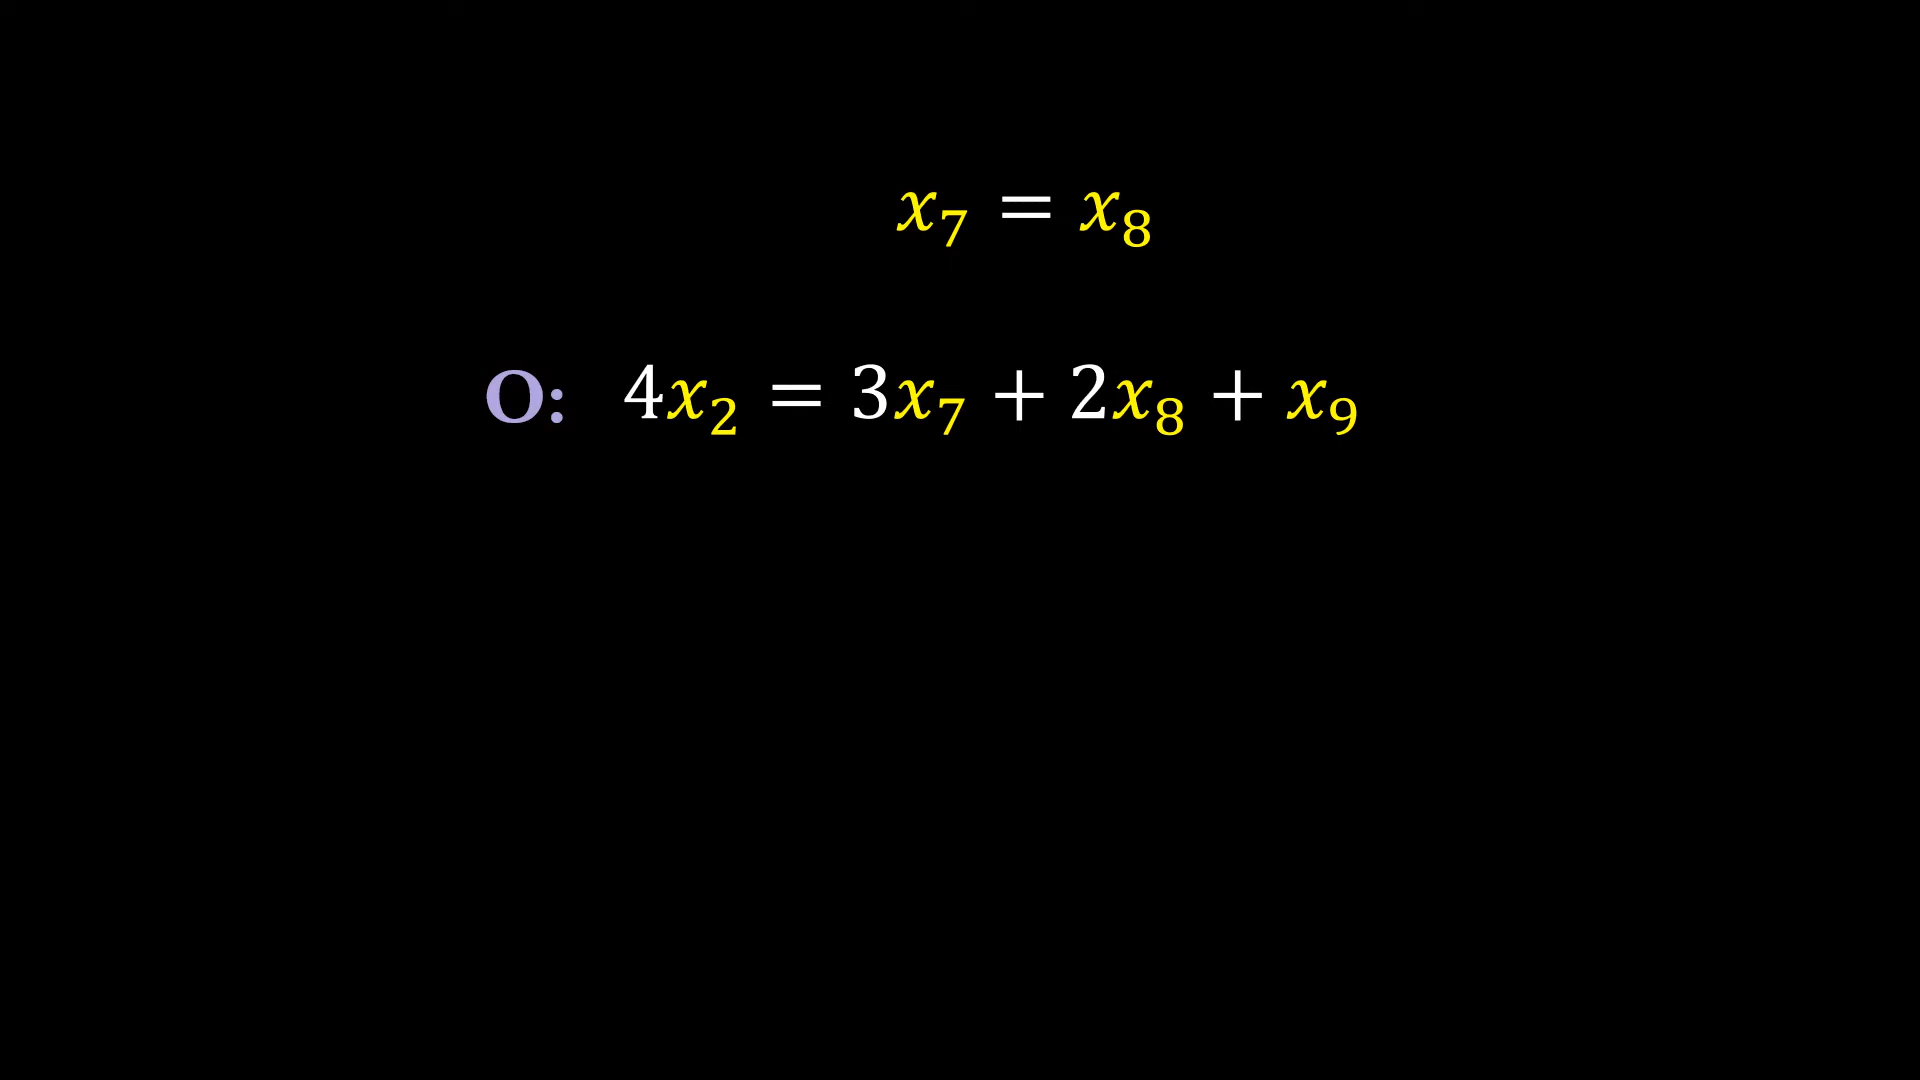 x₇ = x₈
O: 4x₂ = 3x₇ + 2x₈ + x₉